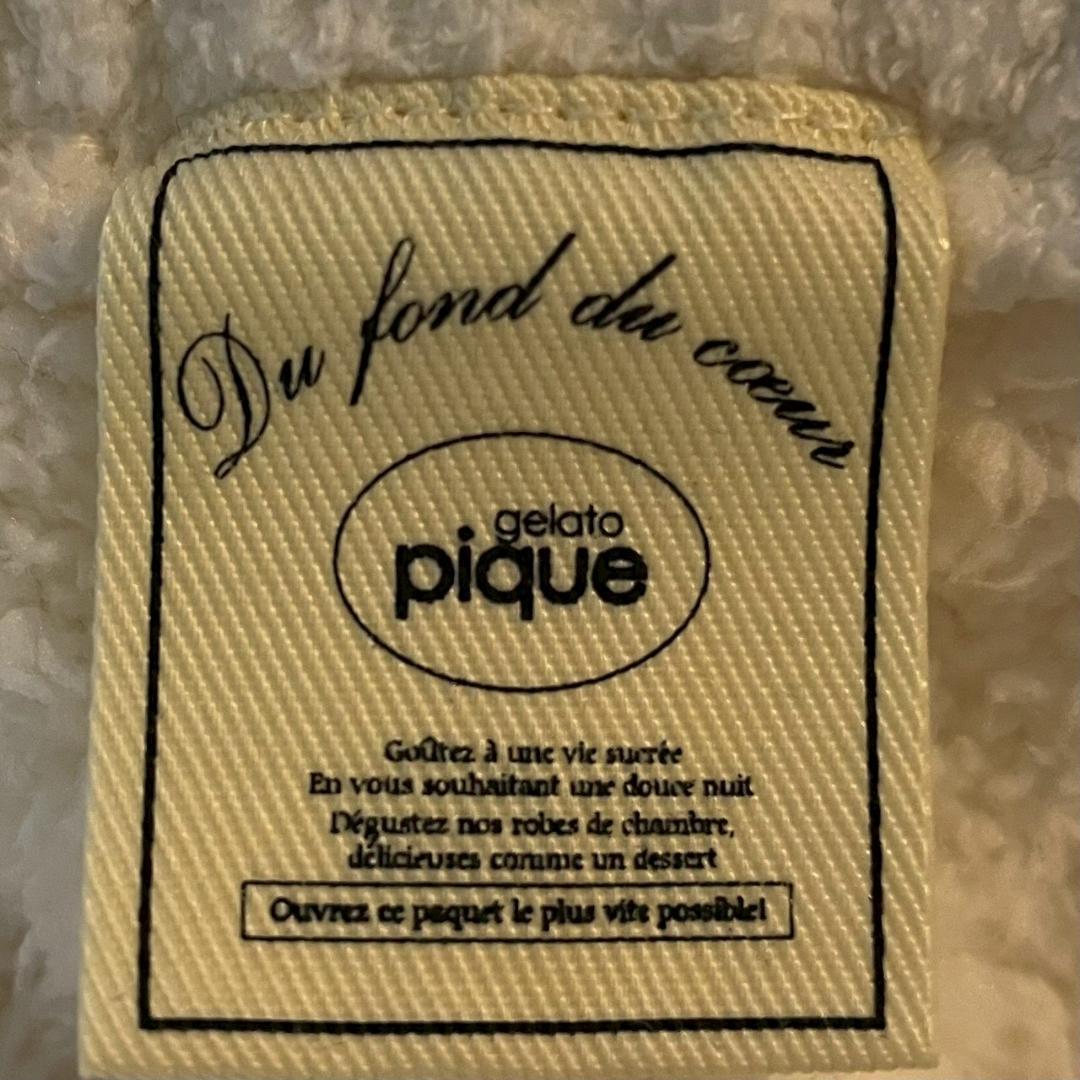 Du fond du cœur
gelato
pique
Goûtez à une vie sucrée
En vous souhaitant une douce nuit
Dégustez nos robes de chambre,
délicieuses comme un dessert
Ouvrez ce paquet le plus vite possible!